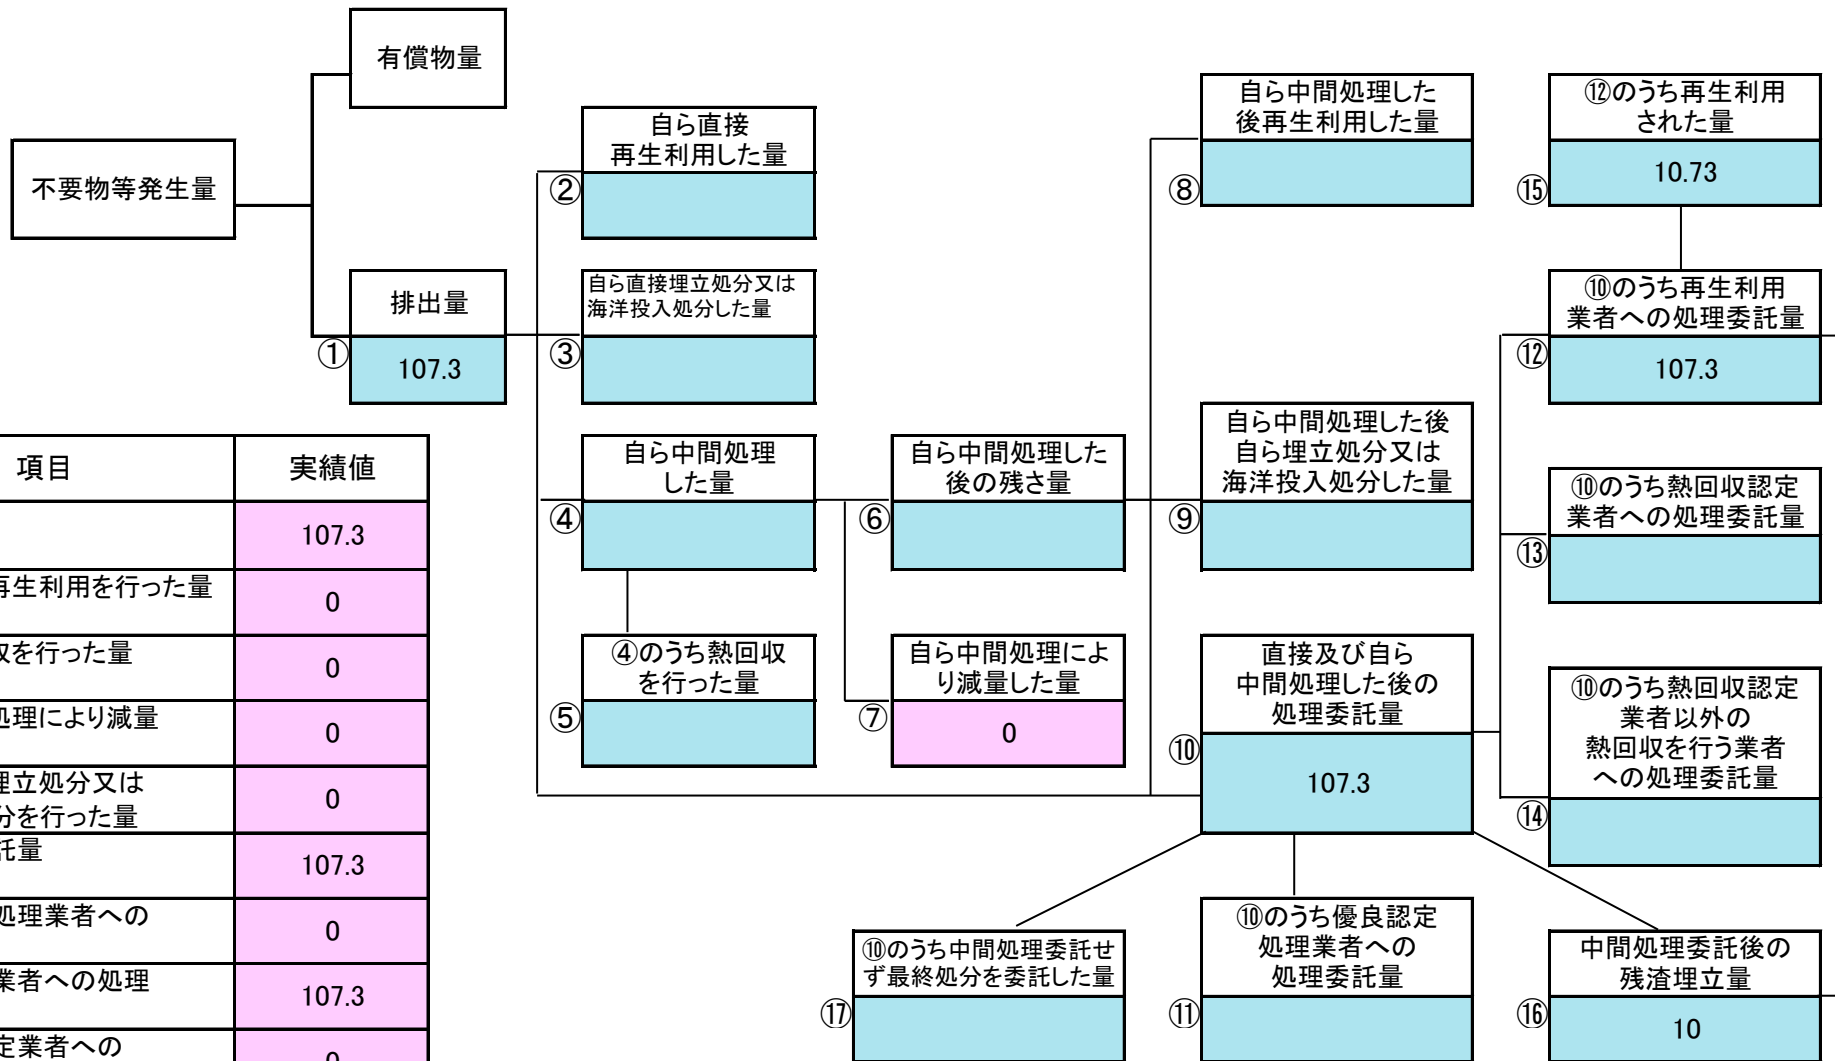 有償物量
不要物等発生量
排出量
①
107.3
自ら直接
再生利用した量
②
自ら直接埋立処分又は
海洋投入処分した量
③
自ら中間処理
した量
④
④のうち熱回収
を行った量
⑤
自ら中間処理した
後の残さ量
⑥
自ら中間処理によ
り減量した量
⑦
0
自ら中間処理した
後再生利用した量
⑧
自ら中間処理した後
自ら埋立処分又は
海洋投入処分した量
⑨
直接及び自ら
中間処理した後の
処理委託量
⑩
107.3
⑫のうち再生利用
された量
⑮
10.73
⑩のうち再生利用
業者への処理委託量
⑫
107.3
⑩のうち熱回収認定
業者への処理委託量
⑬
⑩のうち熱回収認定
業者以外の
熱回収を行う業者
への処理委託量
⑭
⑩のうち中間処理委託せ
ず最終処分を委託した量
⑰
⑩のうち優良認定
処理業者への
処理委託量
⑪
中間処理委託後の
残渣埋立量
⑯
10
項目 実績値
107.3
再生利用を行った量
0
を行った量
0
処理により減量
0
埋立処分又は
分を行った量
0
託量
107.3
処理業者への
0
業者への処理
107.3
定業者への
0